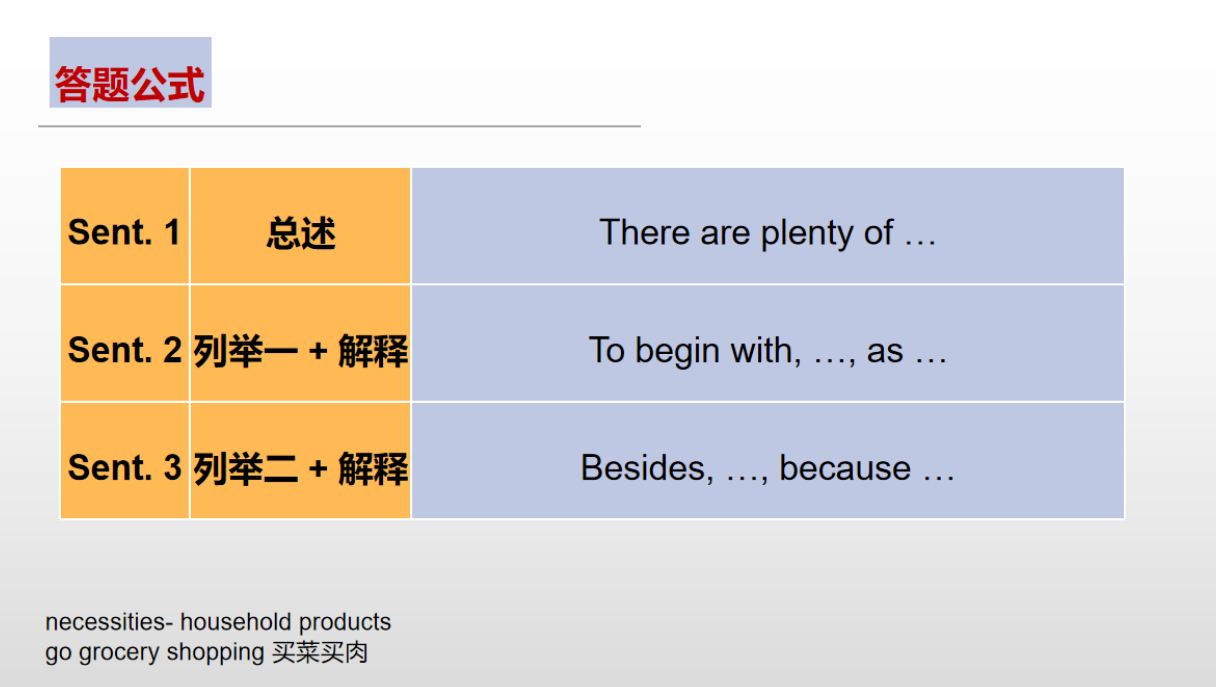 答题公式
Sent. 1 总述 There are plenty of …
Sent. 2 列举一 + 解释 To begin with, …, as …
Sent. 3 列举二 + 解释 Besides, …, because …
necessities- household products
go grocery shopping 买菜买肉